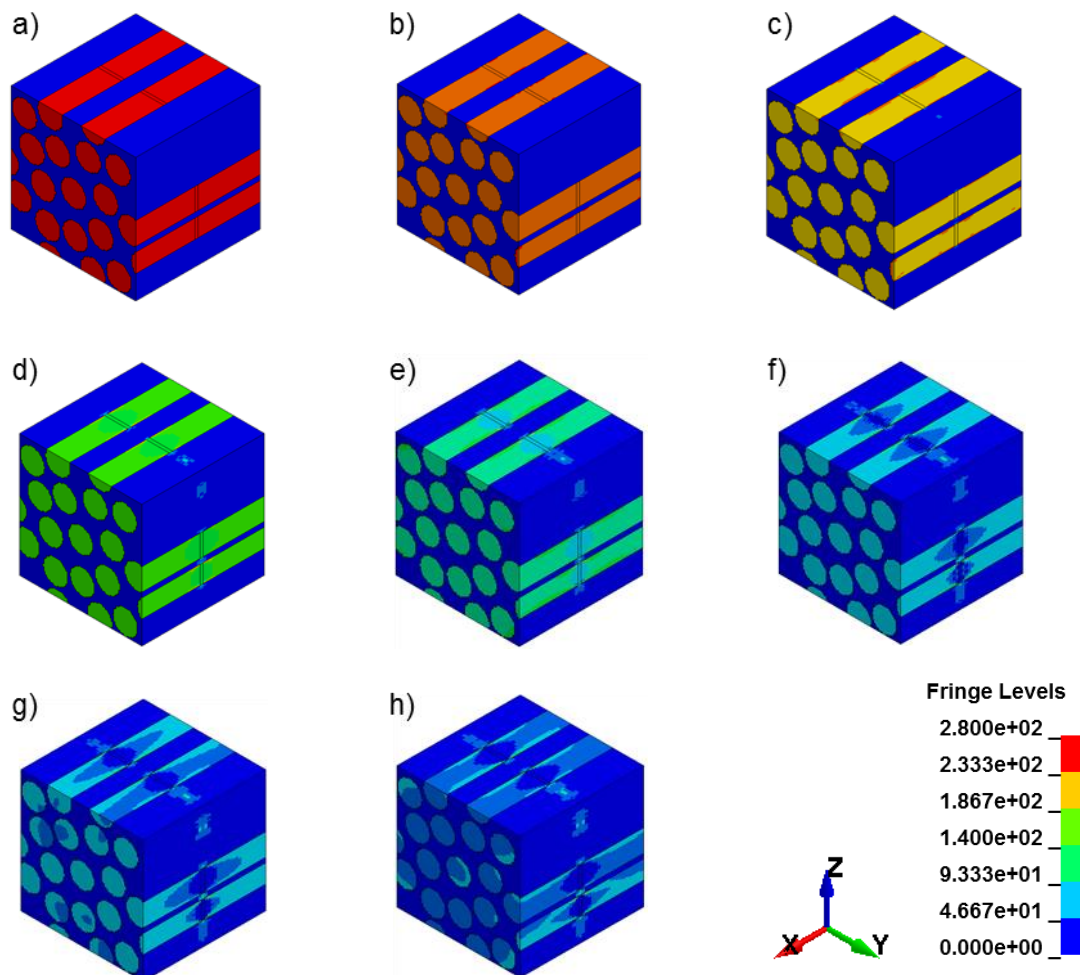 a)
b)
c)
d)
e)
f)
g)
h)
Fringe Levels
2.800e+02
2.333e+02
1.867e+02
1.400e+02
9.333e+01
4.667e+01
0.000e+00
Z
X
Y